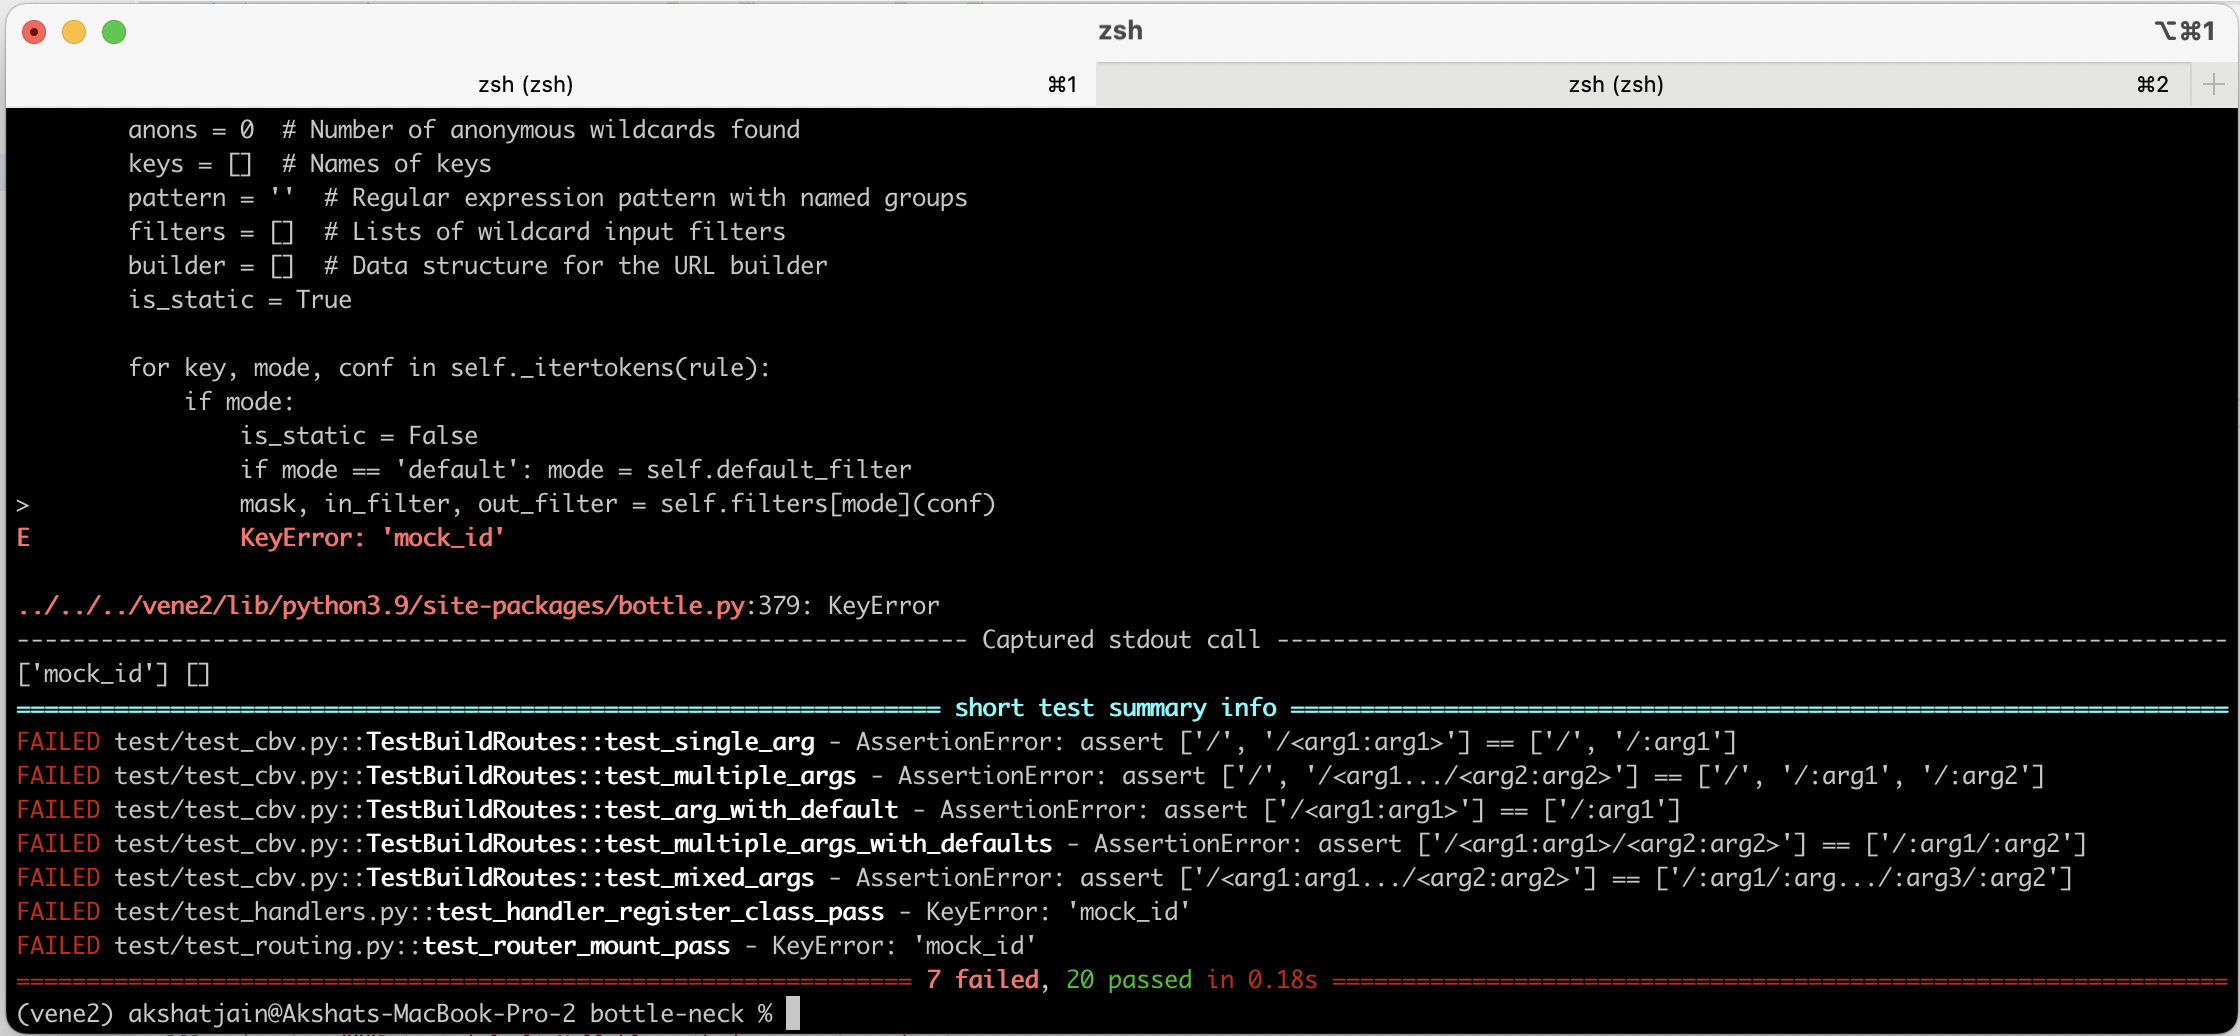 zsh
⌥⌘1
zsh (zsh) ⌘1
zsh (zsh) ⌘2
anons = 0  # Number of anonymous wildcards found
keys = []  # Names of keys
pattern = ''  # Regular expression pattern with named groups
filters = []  # Lists of wildcard input filters
builder = []  # Data structure for the URL builder
is_static = True
for key, mode, conf in self._itertokens(rule):
if mode:
is_static = False
if mode == 'default': mode = self.default_filter
>               mask, in_filter, out_filter = self.filters[mode](conf)
E               KeyError: 'mock_id'
../../../vene2/lib/python3.9/site-packages/bottle.py:379: KeyError
-------------------------------------------------------------------- Captured stdout call --------------------------------------------------------------------
['mock_id'] []
================================================================== short test summary info ===================================================================
FAILED test/test_cbv.py::TestBuildRoutes::test_single_arg - AssertionError: assert ['/', '/<arg1:arg1>'] == ['/', '/:arg1']
FAILED test/test_cbv.py::TestBuildRoutes::test_multiple_args - AssertionError: assert ['/', '/<arg1.../<arg2:arg2>'] == ['/', '/:arg1', '/:arg2']
FAILED test/test_cbv.py::TestBuildRoutes::test_arg_with_default - AssertionError: assert ['/<arg1:arg1>'] == ['/:arg1']
FAILED test/test_cbv.py::TestBuildRoutes::test_multiple_args_with_defaults - AssertionError: assert ['/<arg1:arg1>/<arg2:arg2>'] == ['/:arg1/:arg2']
FAILED test/test_cbv.py::TestBuildRoutes::test_mixed_args - AssertionError: assert ['/<arg1:arg1.../<arg2:arg2>'] == ['/:arg1/:arg.../:arg3/:arg2']
FAILED test/test_handlers.py::test_handler_register_class_pass - KeyError: 'mock_id'
FAILED test/test_routing.py::test_router_mount_pass - KeyError: 'mock_id'
================================================================ 7 failed, 20 passed in 0.18s ================================================================
(vene2) akshatjain@Akshats-MacBook-Pro-2 bottle-neck %